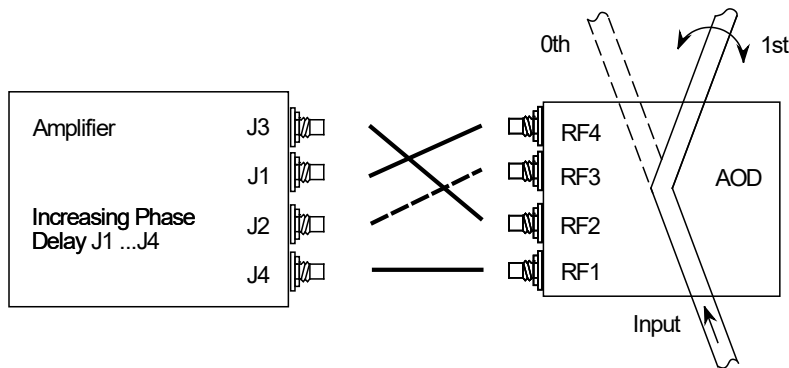 0th
1st
Amplifier
J3
J1
Increasing Phase
Delay J1 ...J4
J2
J4
RF4
RF3
AOD
RF2
RF1
Input